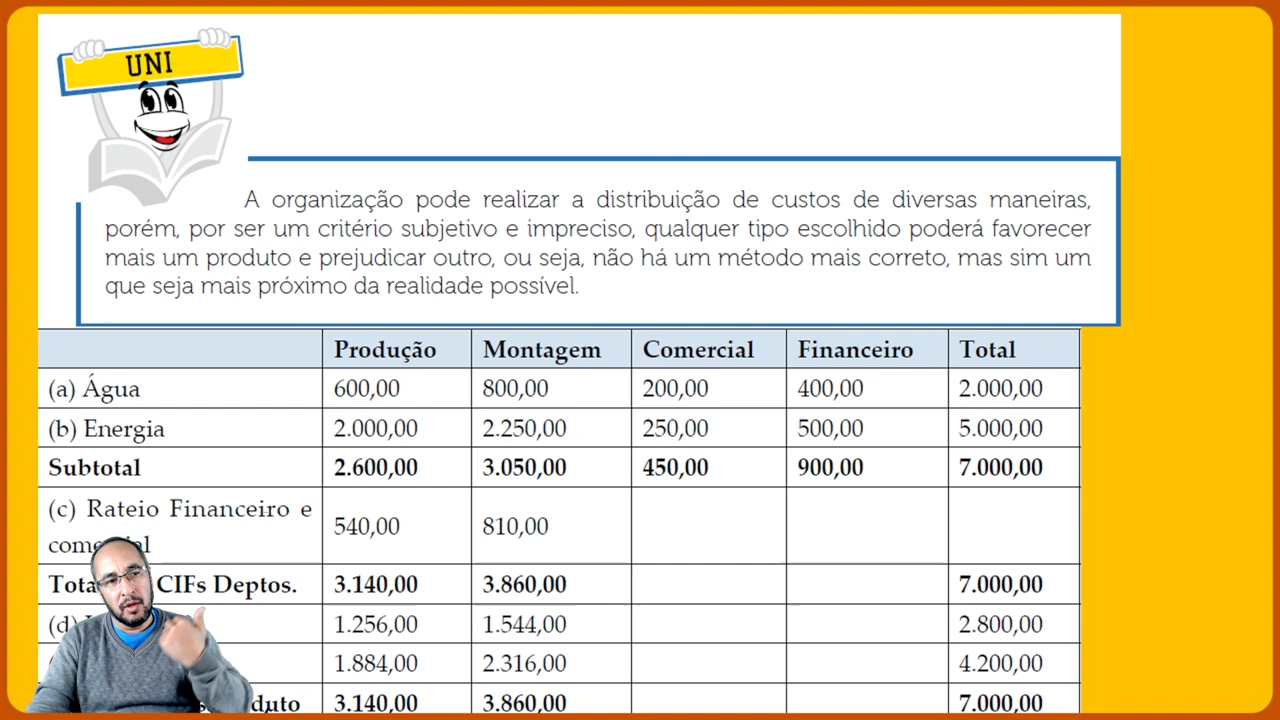 UNI
A organização pode realizar a distribuição de custos de diversas maneiras,
porém, por ser um critério subjetivo e impreciso, qualquer tipo escolhido poderá favorecer
mais um produto e prejudicar outro, ou seja, não há um método mais correto, mas sim um
que seja mais próximo da realidade possível.
Produção Montagem Comercial Financeiro Total
(a) Água 600,00 800,00 200,00 400,00 2.000,00
(b) Energia 2.000,00 2.250,00 250,00 500,00 5.000,00
Subtotal 2.600,00 3.050,00 450,00 900,00 7.000,00
(c) Rateio Financeiro e
540,00 810,00
CIFs Deptos. 3.140,00 3.860,00 7.000,00
(d) 1.256,00 1.544,00 2.800,00
1.884,00 2.316,00 4.200,00
3.140,00 3.860,00 7.000,00